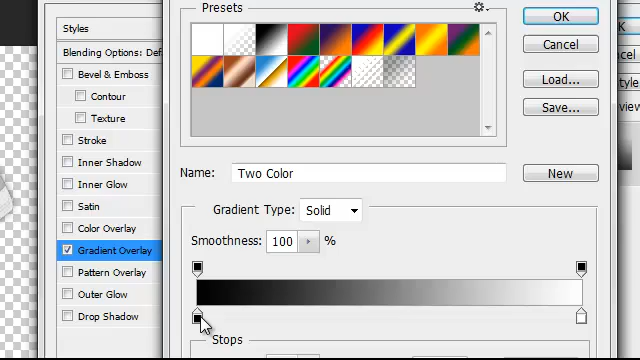 Styles
Blending Options: Def
Bevel & Emboss
Contour
Texture
Stroke
Inner Shadow
Inner Glow
Satin
Color Overlay
Gradient Overlay
Pattern Overlay
Outer Glow
Drop Shadow
Presets
OK
Cancel
Load...
Save...
Name: Two Color
New
Gradient Type: Solid
Smoothness: 100 %
Stops